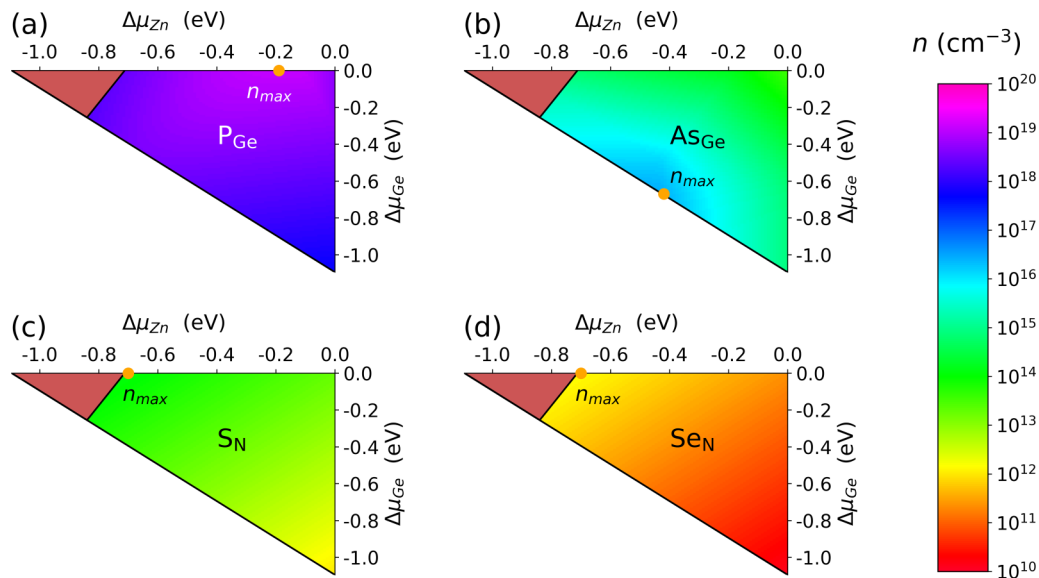 (a) Δμ_Zn (eV)
-1.0 -0.8 -0.6 -0.4 -0.2 0.0
n_max
P_Ge
0.0
-0.2
-0.4
-0.6
-0.8
-1.0
Δμ_Ge (eV)
(b) Δμ_Zn (eV)
-1.0 -0.8 -0.6 -0.4 -0.2 0.0
As_Ge
n_max
0.0
-0.2
-0.4
-0.6
-0.8
-1.0
Δμ_Ge (eV)
(c) Δμ_Zn (eV)
-1.0 -0.8 -0.6 -0.4 -0.2 0.0
n_max
S_N
0.0
-0.2
-0.4
-0.6
-0.8
-1.0
Δμ_Ge (eV)
(d) Δμ_Zn (eV)
-1.0 -0.8 -0.6 -0.4 -0.2 0.0
n_max
Se_N
0.0
-0.2
-0.4
-0.6
-0.8
-1.0
Δμ_Ge (eV)
n (cm⁻³)
10²⁰
10¹⁹
10¹⁸
10¹⁷
10¹⁶
10¹⁵
10¹⁴
10¹³
10¹²
10¹¹
10¹⁰